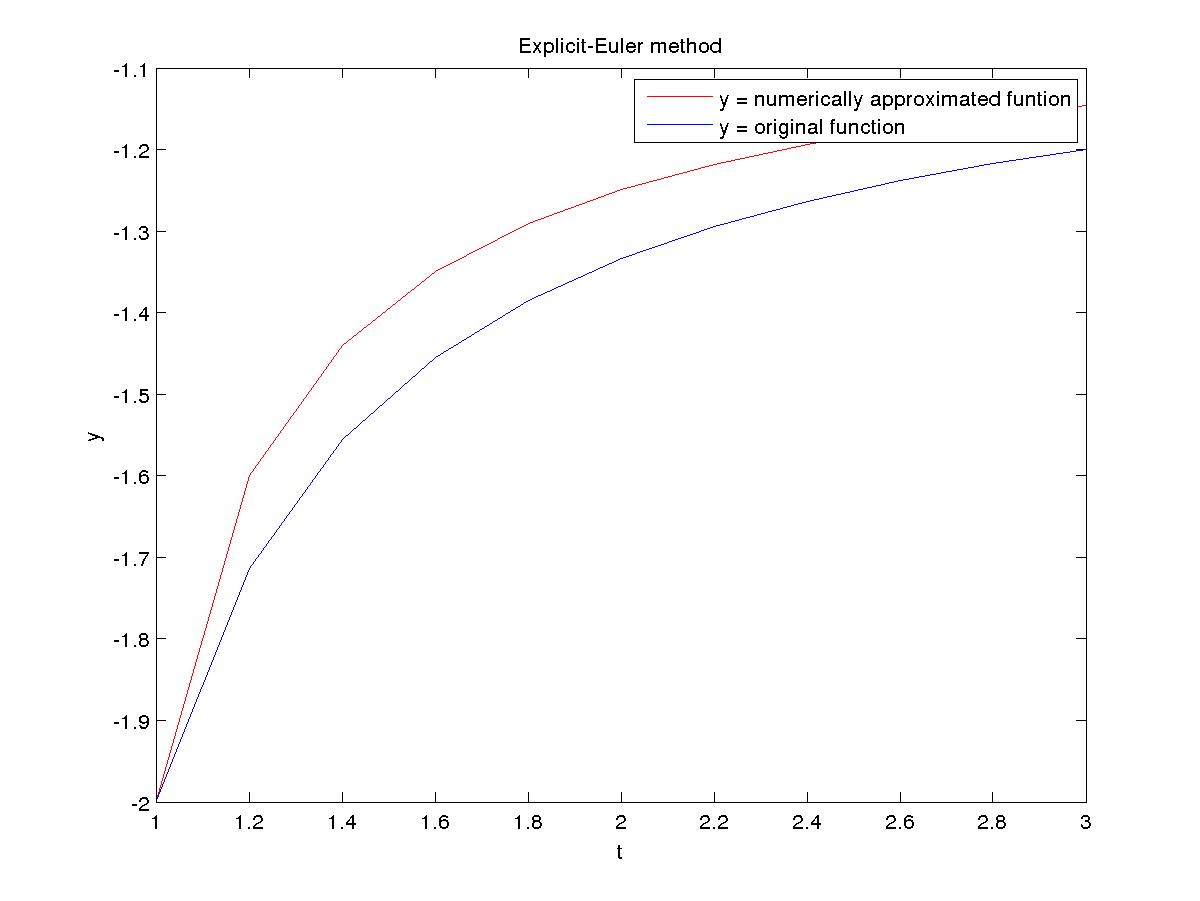 Explicit-Euler method
y = numerically approximated funtion
y = original function
-1.1
-1.2
-1.3
-1.4
-1.5
-1.6
-1.7
-1.8
-1.9
-2
y
1 1.2 1.4 1.6 1.8 2 2.2 2.4 2.6 2.8 3
t